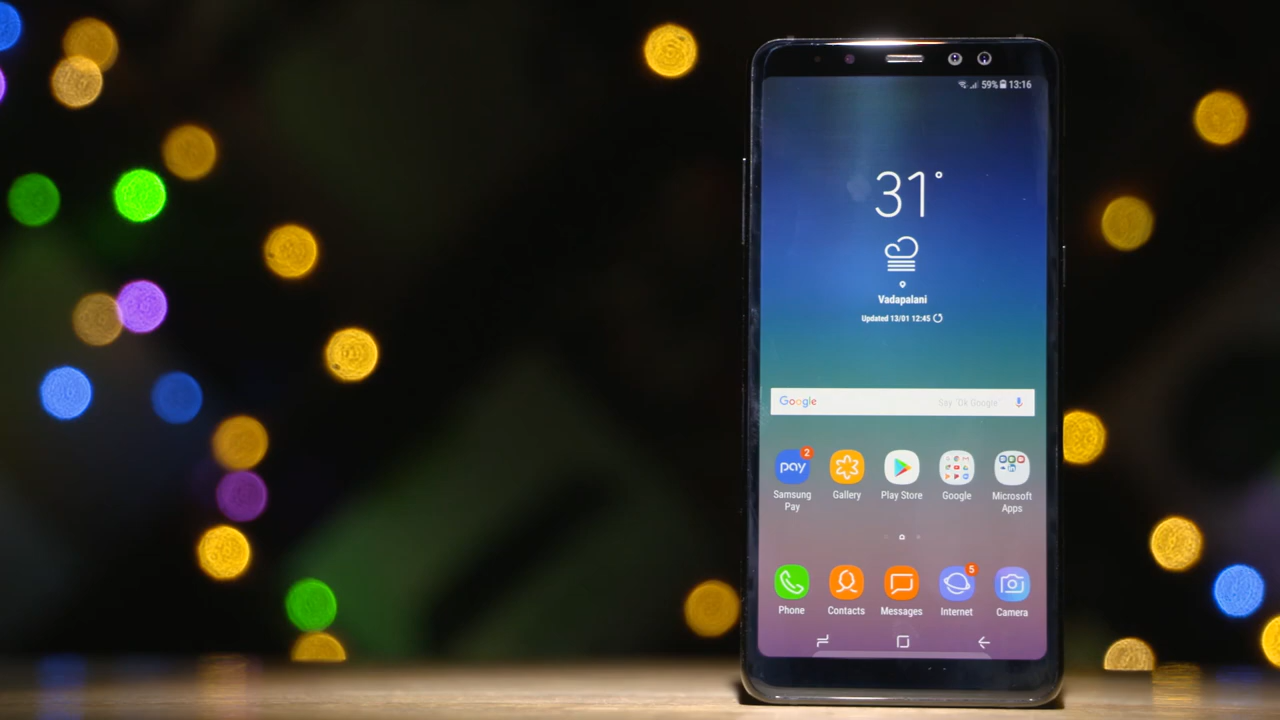 59% 13:16
31°
Vadapalani
Updated 13/01 12:45
Google Say "Ok Google"
pay 2
Samsung Pay Gallery Play Store Google Microsoft Apps
5
Phone Contacts Messages Internet Camera